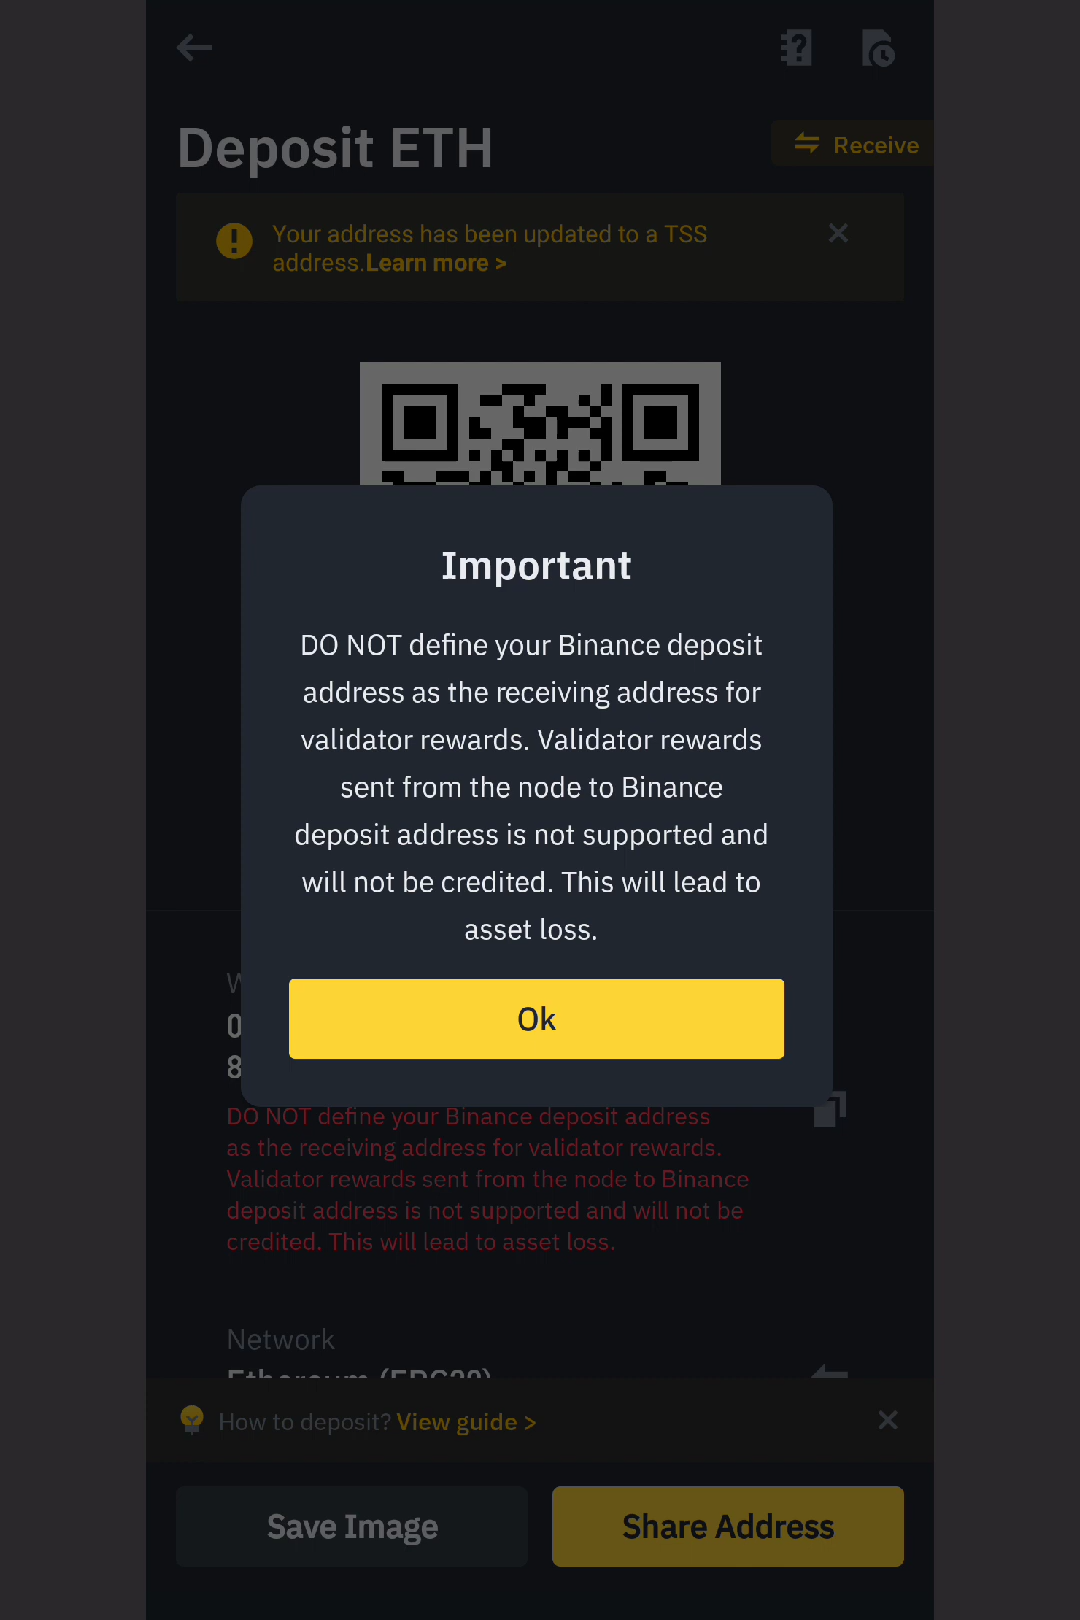 Deposit ETH
Receive
Your address has been updated to a TSS
address.Learn more >
Important
DO NOT define your Binance deposit
address as the receiving address for
validator rewards. Validator rewards
sent from the node to Binance
deposit address is not supported and
will not be credited. This will lead to
asset loss.
Ok
W
0
8
DO NOT define your Binance deposit address
as the receiving address for validator rewards.
Validator rewards sent from the node to Binance
deposit address is not supported and will not be
credited. This will lead to asset loss.
Network
Ethereum (ERC20)
How to deposit? View guide >
Save Image
Share Address